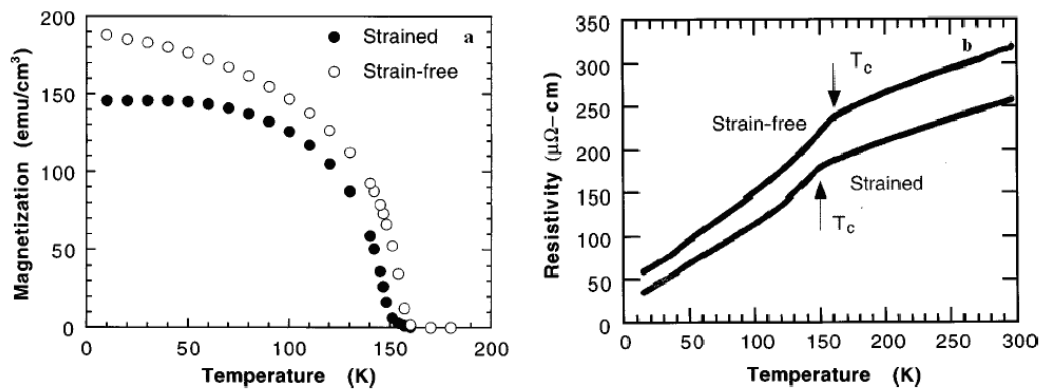 200
150
100
50
0
0 50 100 150 200
Magnetization (emu/cm³)
Temperature (K)
Strained a
Strain-free
350
300
250
200
150
100
50
0
0 50 100 150 200 250 300
Resistivity (μΩ–cm)
Temperature (K)
b
Tc
Strain-free
Strained
Tc